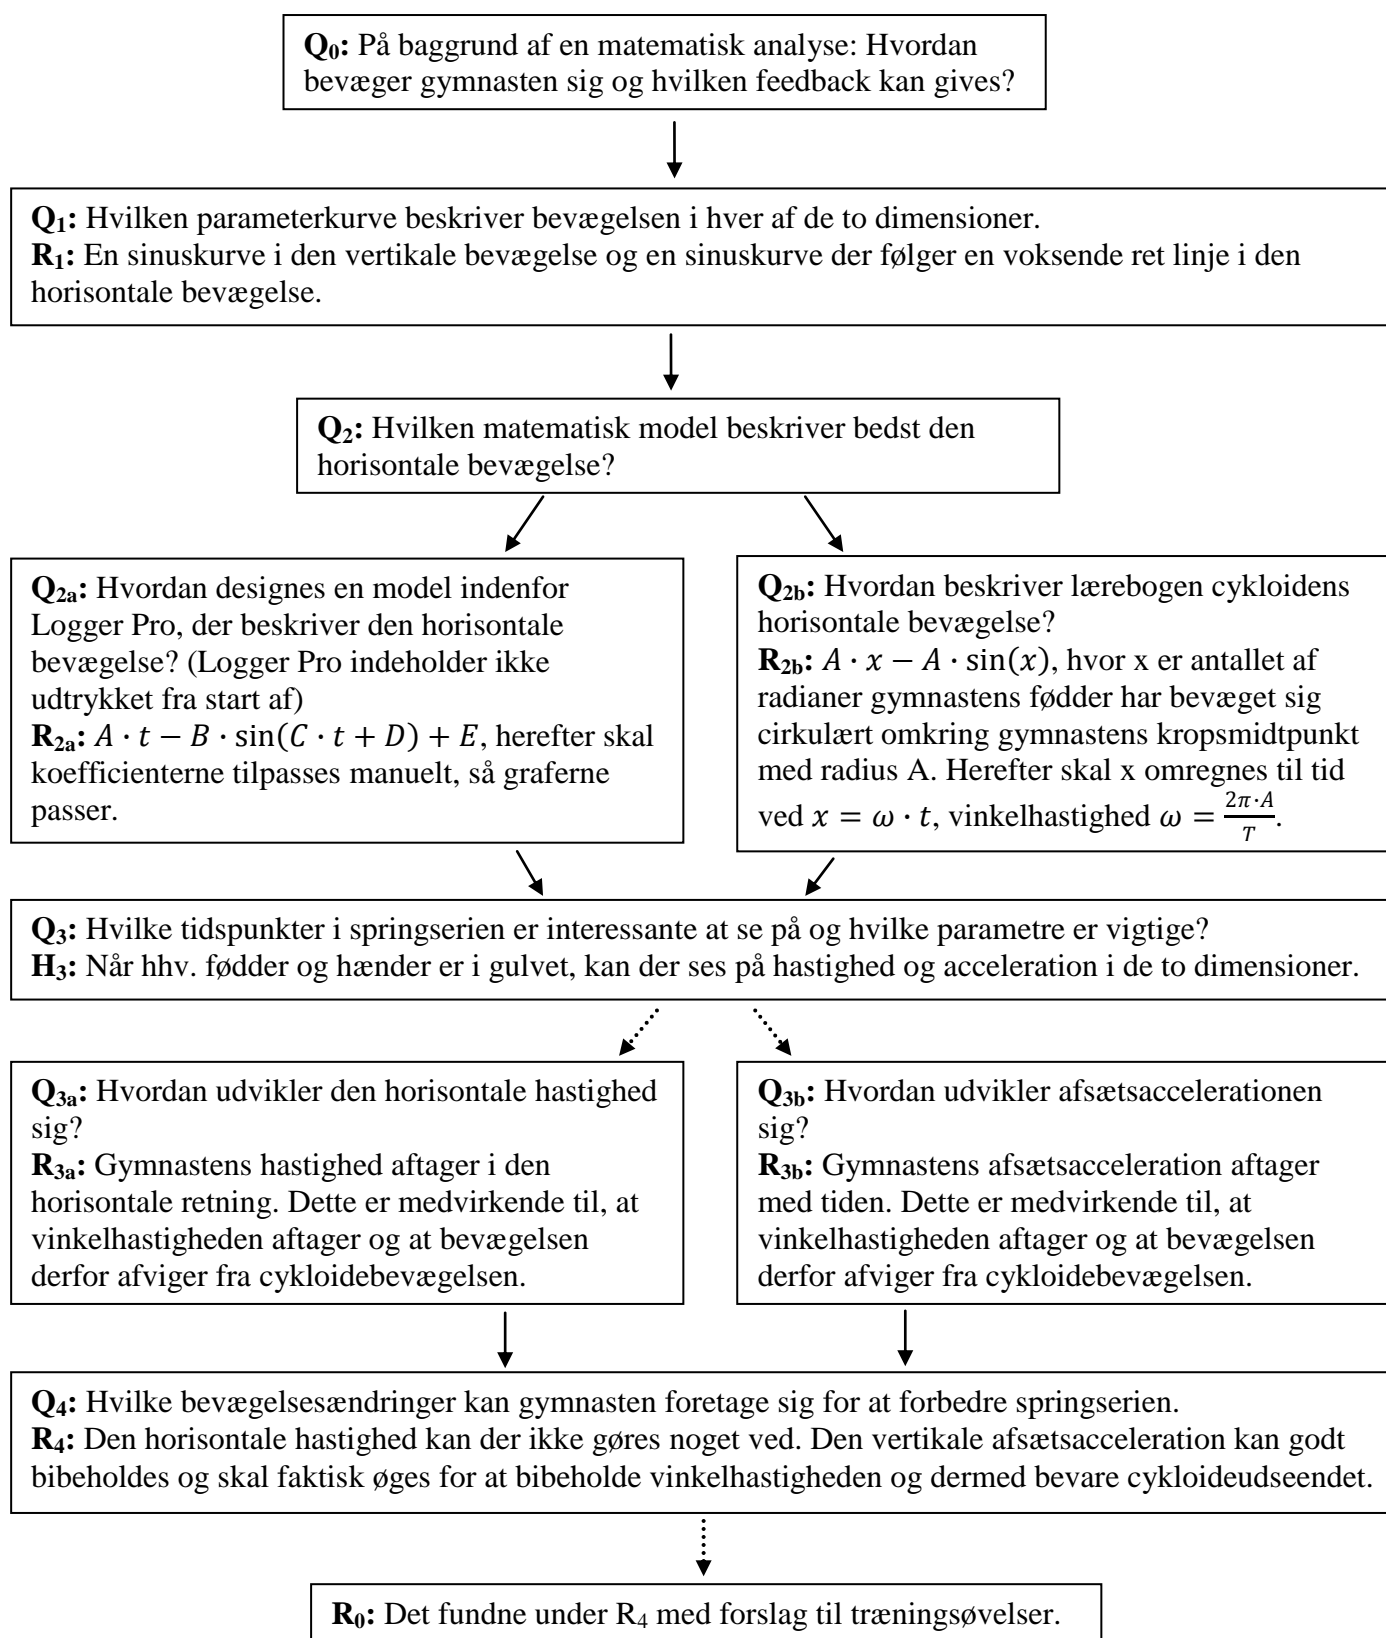 Q₀: På baggrund af en matematisk analyse: Hvordan
bevæger gymnasten sig og hvilken feedback kan gives?
Q₁: Hvilken parameterkurve beskriver bevægelsen i hver af de to dimensioner.
R₁: En sinuskurve i den vertikale bevægelse og en sinuskurve der følger en voksende ret linje i den
horisontale bevægelse.
Q₂: Hvilken matematisk model beskriver bedst den
horisontale bevægelse?
Q₂ₐ: Hvordan designes en model indenfor
Logger Pro, der beskriver den horisontale
bevægelse? (Logger Pro indeholder ikke
udtrykket fra start af)
R₂ₐ: A · t − B · sin(C · t + D) + E, herefter skal
koefficienterne tilpasses manuelt, så graferne
passer.
Q2b: Hvordan beskriver lærebogen cykloidens
horisontale bevægelse?
R2b: A · x − A · sin(x), hvor x er antallet af
radianer gymnastens fødder har bevæget sig
cirkulært omkring gymnastens kropsmidtpunkt
med radius A. Herefter skal x omregnes til tid
ved x = ω · t, vinkelhastighed ω = 2π·A/T.
Q₃: Hvilke tidspunkter i springserien er interessante at se på og hvilke parametre er vigtige?
H₃: Når hhv. fødder og hænder er i gulvet, kan der ses på hastighed og acceleration i de to dimensioner.
Q₃ₐ: Hvordan udvikler den horisontale hastighed
sig?
R₃ₐ: Gymnastens hastighed aftager i den
horisontale retning. Dette er medvirkende til, at
vinkelhastigheden aftager og at bevægelsen
derfor afviger fra cykloidebevægelsen.
Q3b: Hvordan udvikler afsætsaccelerationen
sig?
R3b: Gymnastens afsætsacceleration aftager
med tiden. Dette er medvirkende til, at
vinkelhastigheden aftager og at bevægelsen
derfor afviger fra cykloidebevægelsen.
Q₄: Hvilke bevægelsesændringer kan gymnasten foretage sig for at forbedre springserien.
R₄: Den horisontale hastighed kan der ikke gøres noget ved. Den vertikale afsætsacceleration kan godt
bibeholdes og skal faktisk øges for at bibeholde vinkelhastigheden og dermed bevare cykloideudseendet.
R₀: Det fundne under R₄ med forslag til træningsøvelser.